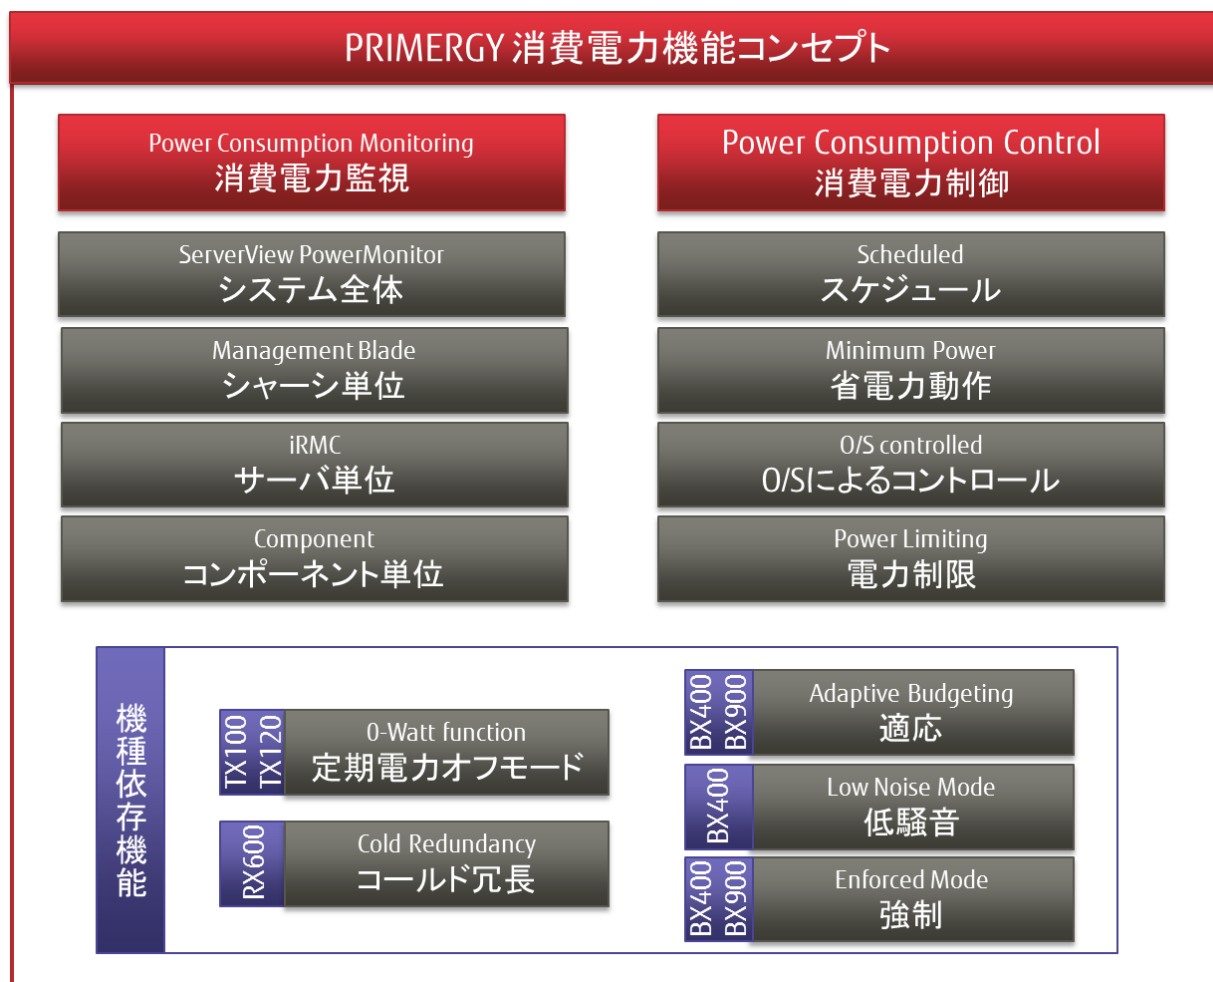 PRIMERGY 消費電力機能コンセプト
Power Consumption Monitoring
消費電力監視
ServerView PowerMonitor
システム全体
Management Blade
シャーシ単位
iRMC
サーバ単位
Component
コンポーネント単位
Power Consumption Control
消費電力制御
Scheduled
スケジュール
Minimum Power
省電力動作
O/S controlled
O/Sによるコントロール
Power Limiting
電力制限
機種依存機能
TX100
TX120
0-Watt function
定期電力オフモード
RX600
Cold Redundancy
コールド冗長
BX400
BX900
Adaptive Budgeting
適応
BX400
Low Noise Mode
低騒音
BX400
BX900
Enforced Mode
強制